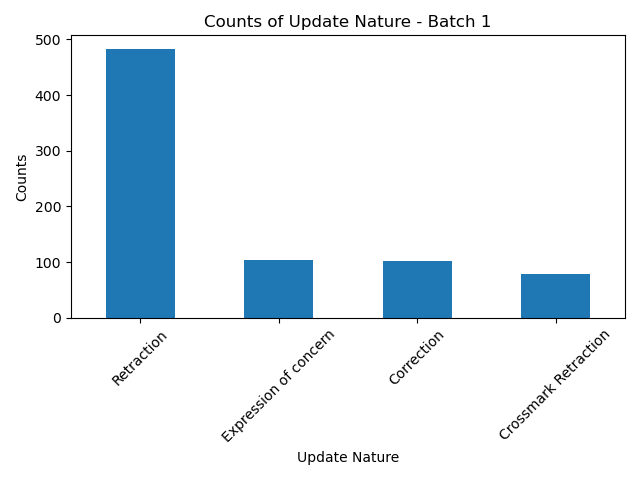 Counts of Update Nature - Batch 1
500
400
300
200
100
0
Counts
Retraction
Expression of concern
Correction
Crossmark Retraction
Update Nature